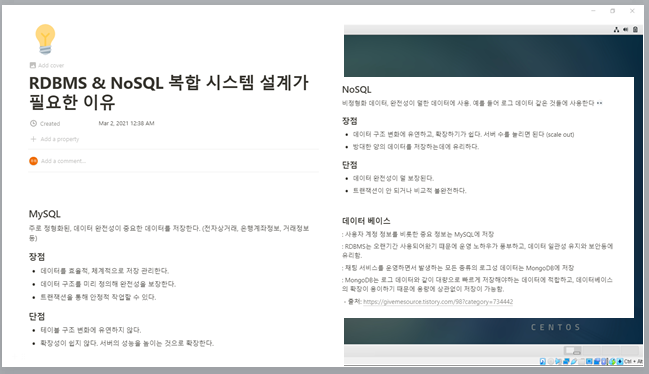 Add cover
RDBMS & NoSQL 복합 시스템 설계가
필요한 이유
Created Mar 2, 2021 12:38 AM
Add a property
Add a comment...
MySQL
주로 정형화된, 데이터 완전성이 중요한 데이터를 저장한다. (전자상거래, 은행계좌정보, 거래정보
등)
장점
• 데이터를 효율적, 체계적으로 저장 관리한다.
• 데이터 구조를 미리 정의해 완전성을 보장한다.
• 트랜잭션을 통해 안정적 작업할 수 있다.
단점
• 테이블 구조 변화에 유연하지 않다.
• 확장성이 쉽지 않다. 서버의 성능을 높이는 것으로 확장한다.
NoSQL
비정형화 데이터, 완전성이 덜한 데이터에 사용, 예를 들어 로그 데이터 같은 것들에 사용한다 **
장점
• 데이터 구조 변화에 유연하고, 확장하기가 쉽다. 서버 수를 늘리면 된다 (scale out)
• 방대한 양의 데이터를 저장하는데에 유리하다.
단점
• 데이터 완전성이 덜 보장된다.
• 트랜잭션이 안 되거나 비교적 불완전하다.
데이터 베이스
: 사용자 계정 정보를 비롯한 중요 정보는 MySQL에 저장
: RDBMS는 오랜기간 사용되어왔기 때문에 운영 노하우가 풍부하고, 데이터 일관성 유지와 보안등에
유리함.
: 채팅 서비스를 운영하면서 발생하는 모든 종류의 로그성 데이터는 MongoDB에 저장
: MongoDB는 로그 데이터와 같이 대량으로 빠르게 저장해야하는 데이터에 적합하고, 데이터베이스
의 확장이 용이하기 때문에 용량에 상관없이 저장이 가능함.
- 출처: https://givemesource.tistory.com/98?category=734442
CENTOS
Ctrl + Alt